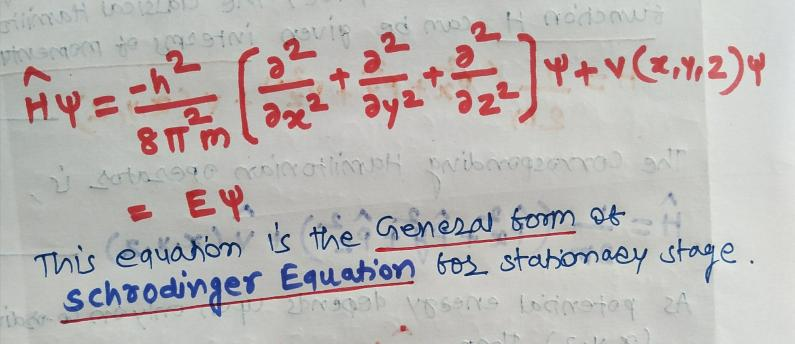 Ĥψ = -h²/8π²m [∂²/∂x² + ∂²/∂y² + ∂²/∂z²] ψ + V(x,y,z)ψ
= Eψ.
This equation is the General form of
Schrodinger Equation for stationaey stage.